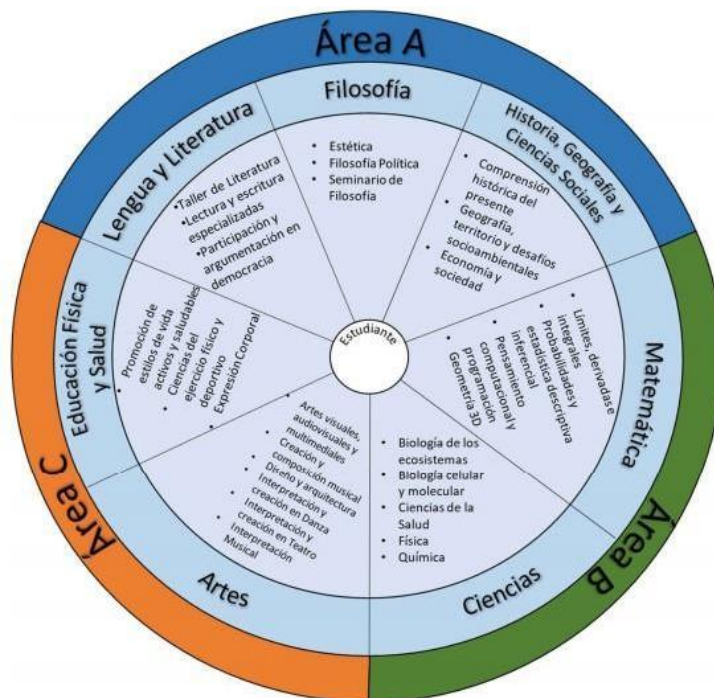 Área A
Filosofía
• Estética
• Filosofía Política
• Seminario de
Filosofía
Historia, Geografía y
Ciencias Sociales
• Comprensión
histórica del
presente
• Geografía,
territorio y desafíos
socioambientales
• Economía y
sociedad
Área B
Matemática
• Límites, derivadas e
integrales
• Probabilidades y
estadística descriptiva
inferencial
• Pensamiento
computacional y
programación
• Geometría 3D
Ciencias
• Biología de los
ecosistemas
• Biología celular
y molecular
• Ciencias de la
Salud
• Física
• Química
Área C
Artes
• Artes visuales,
audiovisuales y
multimediales
• Creación y
composición musical
• Diseño y arquitectura
• Interpretación y
creación en Danza
• Interpretación y
creación en Teatro
• Interpretación
Musical
Educación Física
y Salud
• Promoción de
estilos de vida
activos y saludables
• Ciencias del
ejercicio físico y
deportivo
• Expresión Corporal
Lengua y Literatura
•Taller de Literatura
•Lectura y escritura
especializadas
•Participación y
argumentación en
democracia
Estudiante